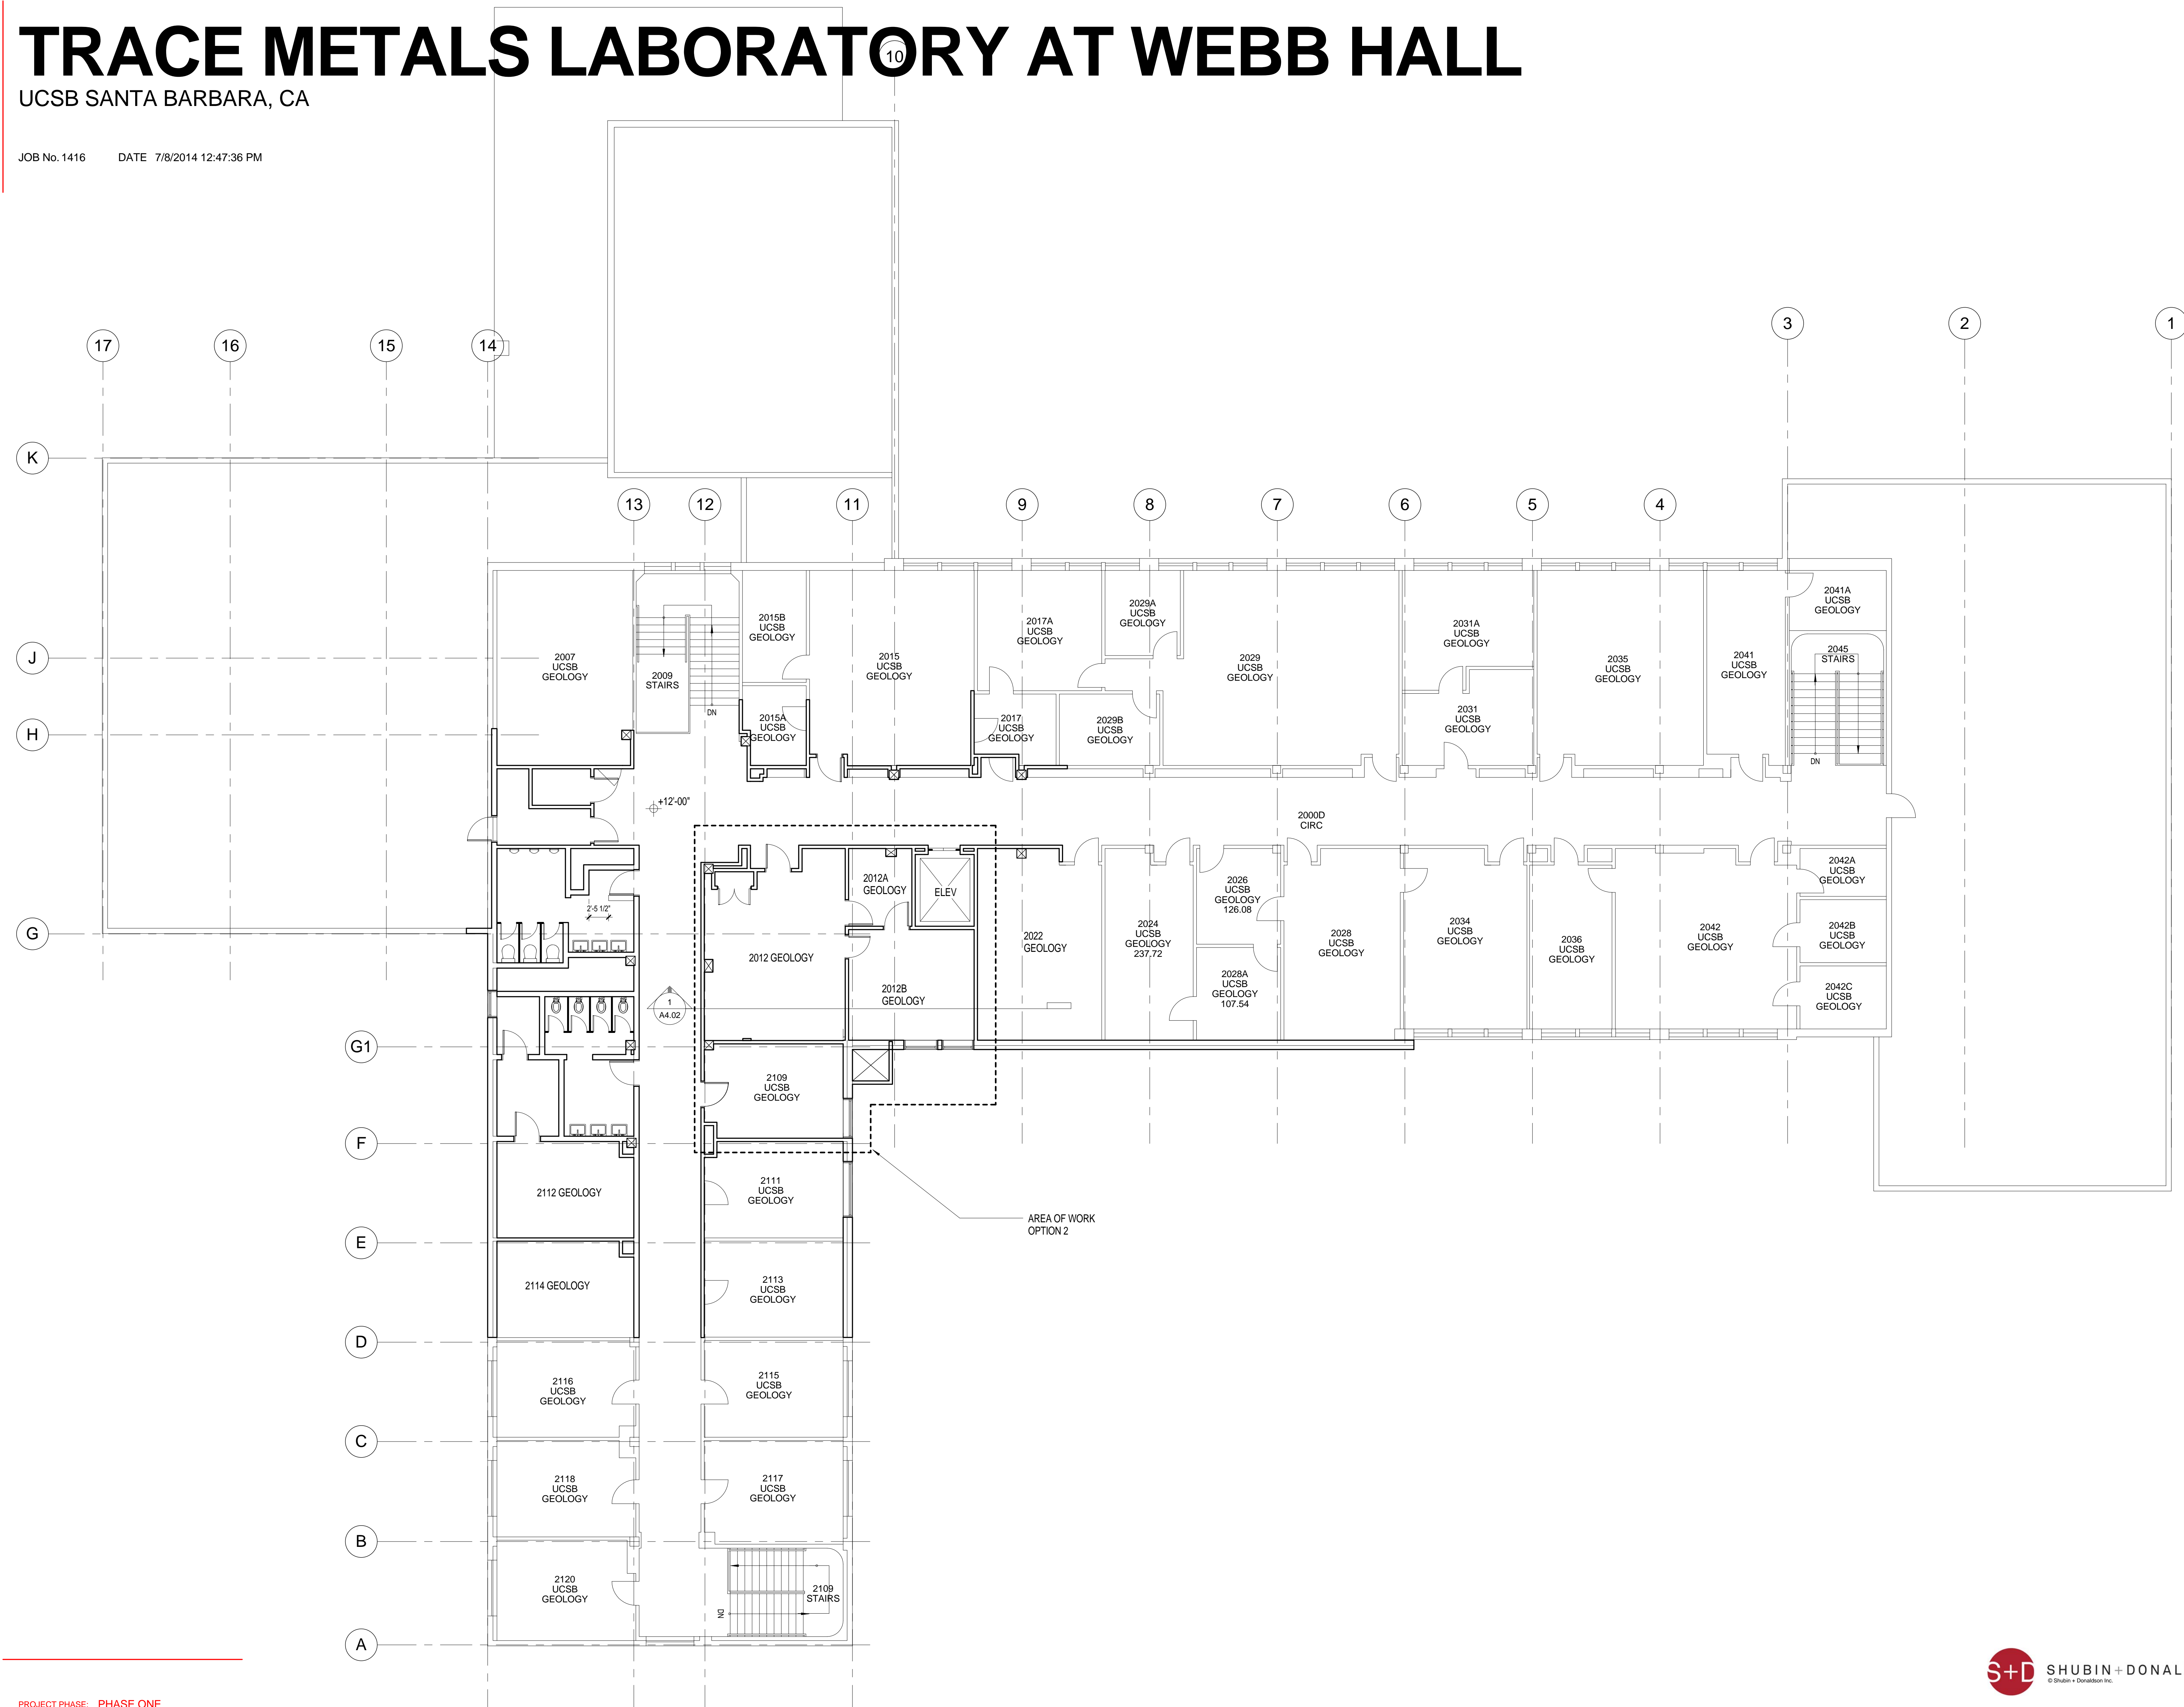 TRACE METALS LABORATORY AT WEBB HALL
UCSB SANTA BARBARA, CA
JOB No. 1416 DATE 7/8/2014 12:47:36 PM
10
17
16
15
14
3
2
1
K
13
12
11
9
8
7
6
5
4
J
H
G
G1
F
E
D
C
B
A
2007
UCSB
GEOLOGY
2009
STAIRS
DN
2015B
UCSB
GEOLOGY
2015A
UCSB
GEOLOGY
2015
UCSB
GEOLOGY
2017A
UCSB
GEOLOGY
2017
UCSB
GEOLOGY
2029A
UCSB
GEOLOGY
2029B
UCSB
GEOLOGY
2029
UCSB
GEOLOGY
2031A
UCSB
GEOLOGY
2031
UCSB
GEOLOGY
2035
UCSB
GEOLOGY
2041
UCSB
GEOLOGY
2041A
UCSB
GEOLOGY
2045
STAIRS
DN
+12'-00"
2000D
CIRC
2'-5 1/2"
2012 GEOLOGY
2012A
GEOLOGY
ELEV
2012B
GEOLOGY
2022
GEOLOGY
2024
UCSB
GEOLOGY
237.72
2026
UCSB
GEOLOGY
126.08
2028A
UCSB
GEOLOGY
107.54
2028
UCSB
GEOLOGY
2034
UCSB
GEOLOGY
2036
UCSB
GEOLOGY
2042
UCSB
GEOLOGY
2042A
UCSB
GEOLOGY
2042B
UCSB
GEOLOGY
2042C
UCSB
GEOLOGY
1
A4.02
2109
UCSB
GEOLOGY
2112 GEOLOGY
2111
UCSB
GEOLOGY
AREA OF WORK
OPTION 2
2114 GEOLOGY
2113
UCSB
GEOLOGY
2116
UCSB
GEOLOGY
2115
UCSB
GEOLOGY
2118
UCSB
GEOLOGY
2117
UCSB
GEOLOGY
2120
UCSB
GEOLOGY
2109
STAIRS
DN
S+D SHUBIN+DONAL
© Shubin + Donaldson Inc.
PROJECT PHASE: PHASE ONE